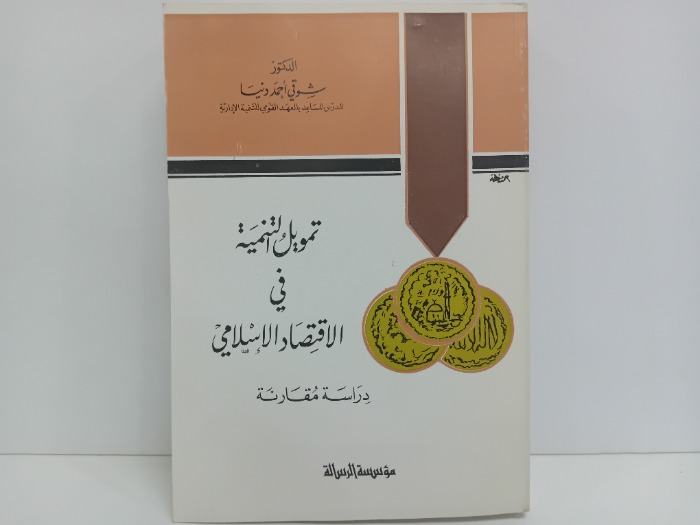 الدكتور
شوقي أحمد دنيا
المدرس المساعد بالمعهد القومي للتنمية الإدارية
تمويل التنمية
في
الاقتصاد الإسلامي
دراسة مقارنة
مؤسسة الرسالة